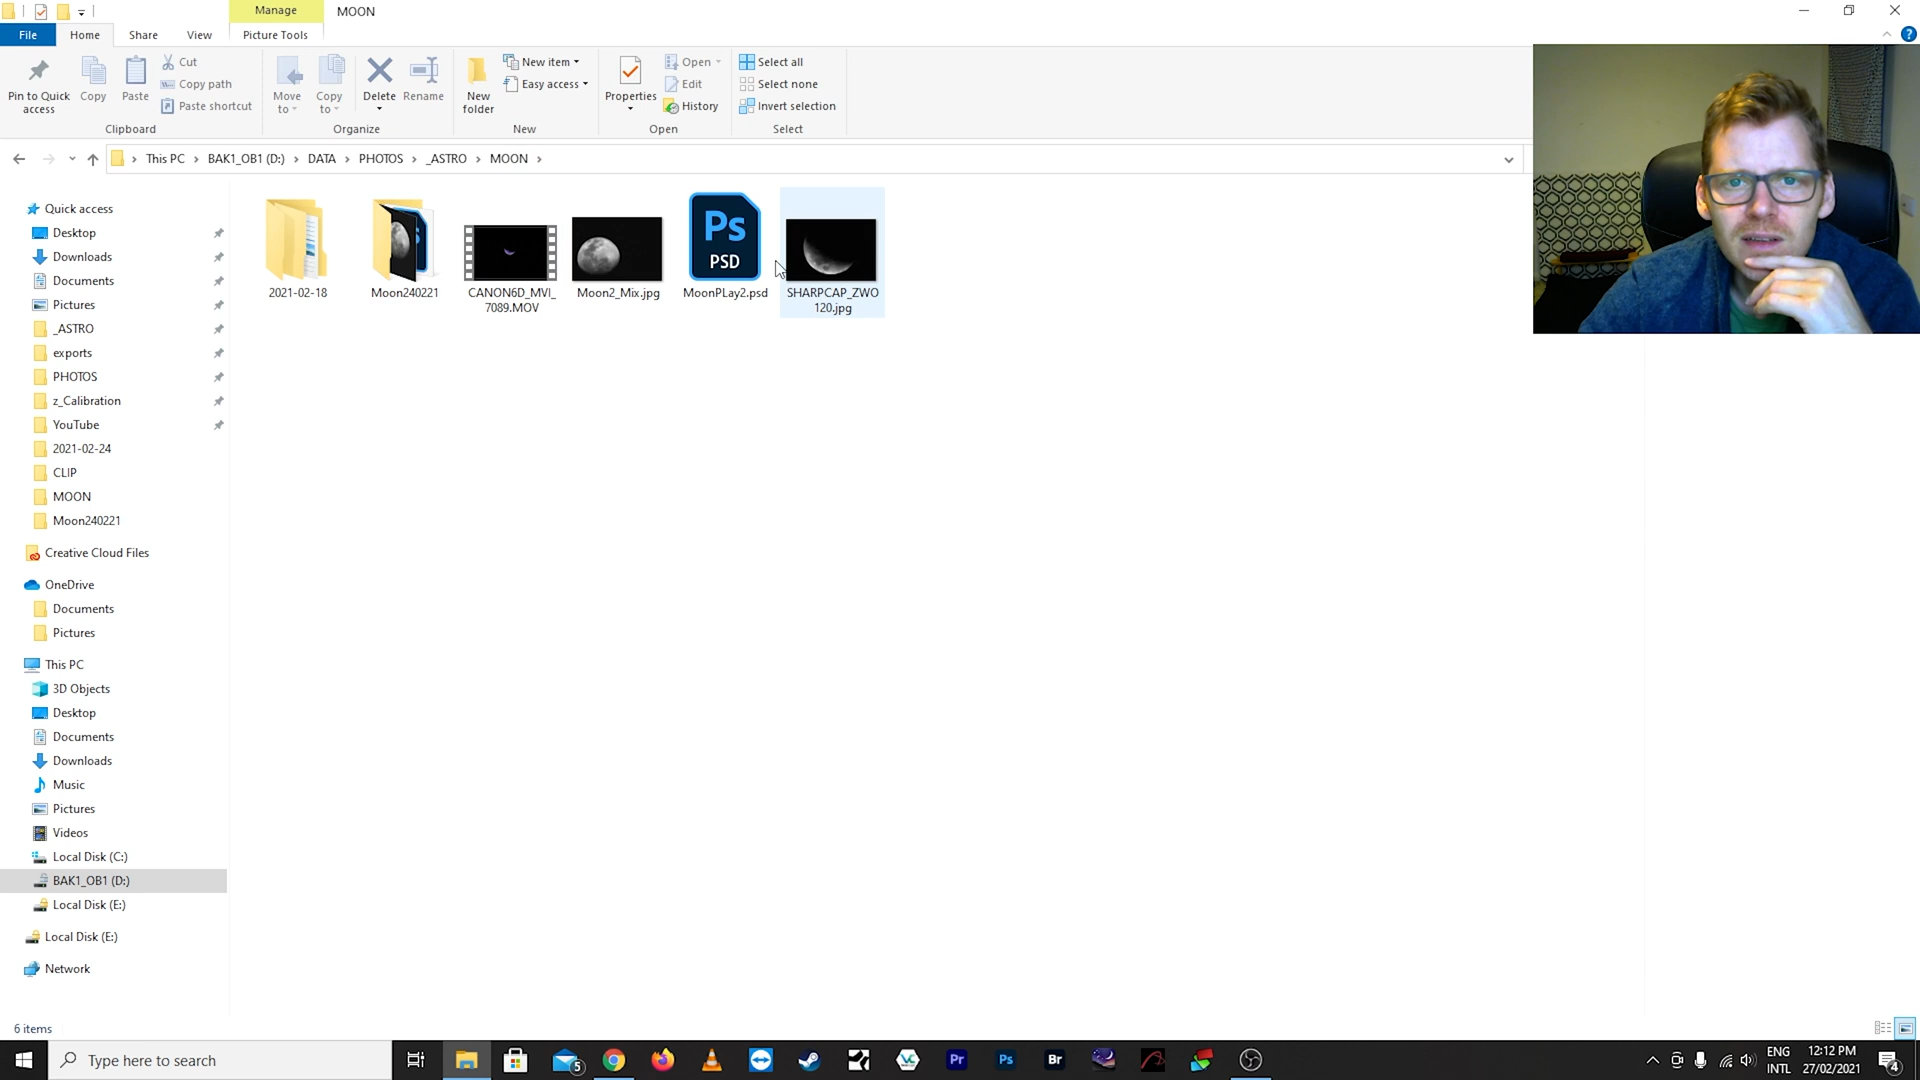 Manage
MOON
File
Home
Share
View
Picture Tools
Pin to Quick
access
Copy
Paste
Cut
Copy path
Paste shortcut
Clipboard
Move
to
Copy
to
Delete
Rename
Organize
New
folder
New item
Easy access
New
Properties
Open
Edit
History
Open
Select all
Select none
Invert selection
Select
This PC
BAK1_OB1 (D:)
DATA
PHOTOS
_ASTRO
MOON
Quick access
Desktop
Downloads
Documents
Pictures
_ASTRO
exports
PHOTOS
z_Calibration
YouTube
2021-02-24
CLIP
MOON
Moon240221
Creative Cloud Files
OneDrive
Documents
Pictures
This PC
3D Objects
Desktop
Documents
Downloads
Music
Pictures
Videos
Local Disk (C:)
BAK1_OB1 (D:)
Local Disk (E:)
Local Disk (E:)
Network
2021-02-18
Moon240221
CANON6D_MVI_
7089.MOV
Moon2_Mix.jpg
Ps
PSD
MoonPLay2.psd
SHARPCAP_ZWO
120.jpg
6 items
Type here to search
5
Pr
Ps
Br
ENG
INTL
12:12 PM
27/02/2021
4